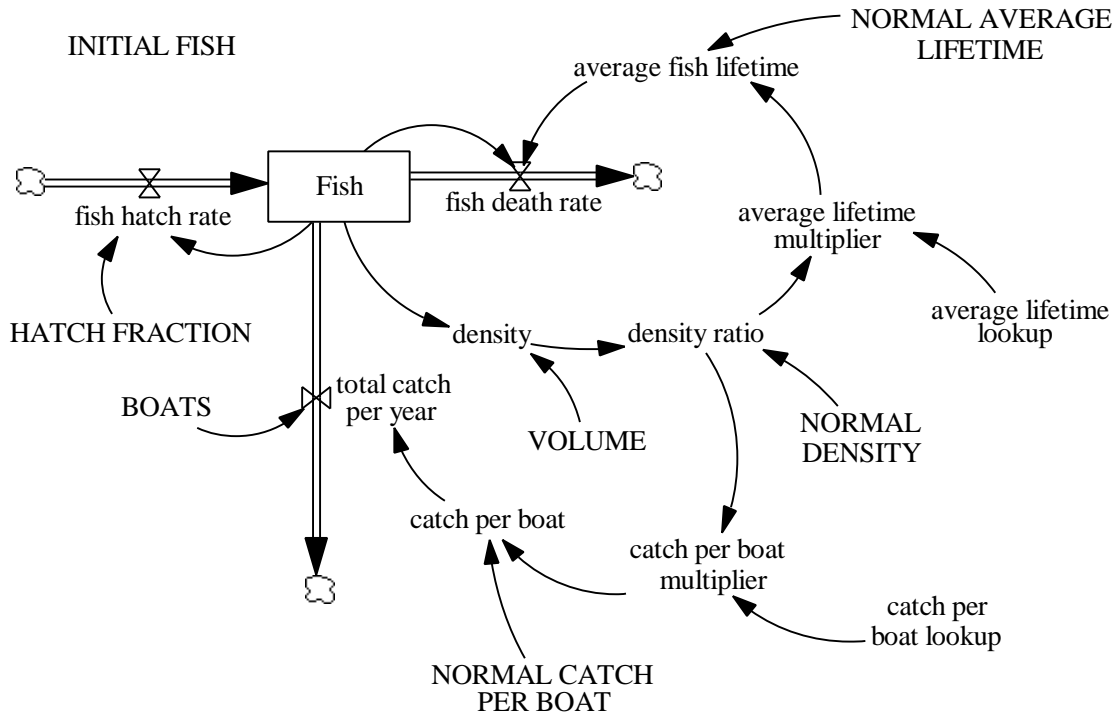 NORMAL AVERAGE
LIFETIME
INITIAL FISH
average fish lifetime
Fish
fish hatch rate
fish death rate
average lifetime
multiplier
HATCH FRACTION
density
density ratio
average lifetime
lookup
BOATS
total catch
per year
VOLUME
NORMAL
DENSITY
catch per boat
catch per boat
multiplier
catch per
boat lookup
NORMAL CATCH
PER BOAT